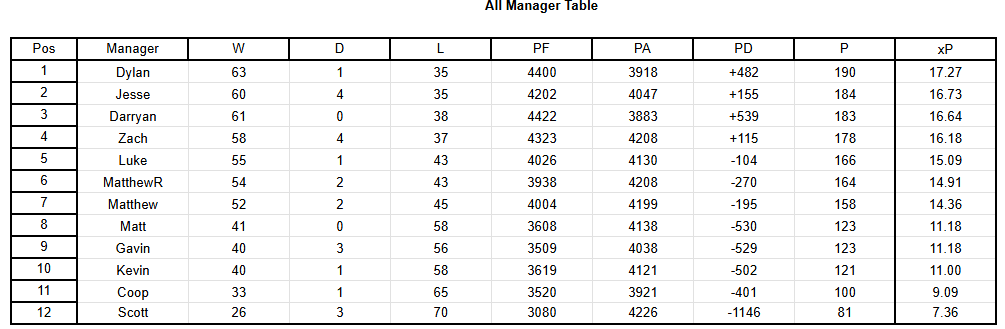 All Manager Table
Pos Manager W D L PF PA PD P xP
1 Dylan 63 1 35 4400 3918 +482 190 17.27
2 Jesse 60 4 35 4202 4047 +155 184 16.73
3 Darryan 61 0 38 4422 3883 +539 183 16.64
4 Zach 58 4 37 4323 4208 +115 178 16.18
5 Luke 55 1 43 4026 4130 -104 166 15.09
6 MatthewR 54 2 43 3938 4208 -270 164 14.91
7 Matthew 52 2 45 4004 4199 -195 158 14.36
8 Matt 41 0 58 3608 4138 -530 123 11.18
9 Gavin 40 3 56 3509 4038 -529 123 11.18
10 Kevin 40 1 58 3619 4121 -502 121 11.00
11 Coop 33 1 65 3520 3921 -401 100 9.09
12 Scott 26 3 70 3080 4226 -1146 81 7.36